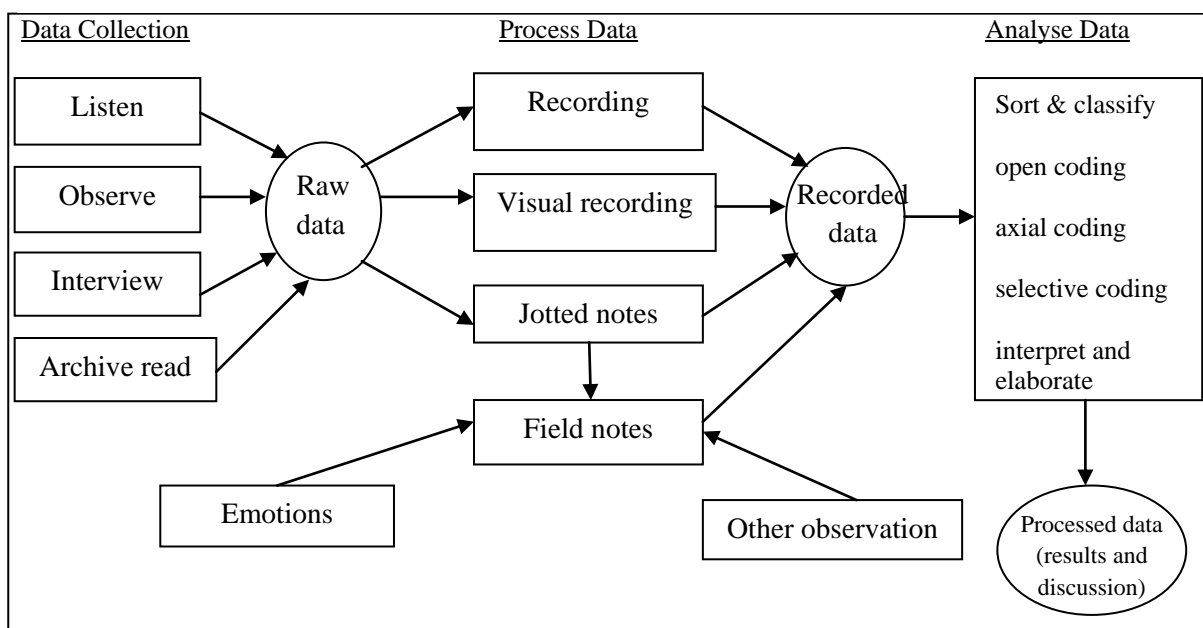 Data Collection
Process Data
Analyse Data
Listen
Observe
Interview
Archive read
Raw
data
Recording
Visual recording
Jotted notes
Field notes
Emotions
Other observation
Recorded
data
Sort & classify
open coding
axial coding
selective coding
interpret and
elaborate
Processed data
(results and
discussion)